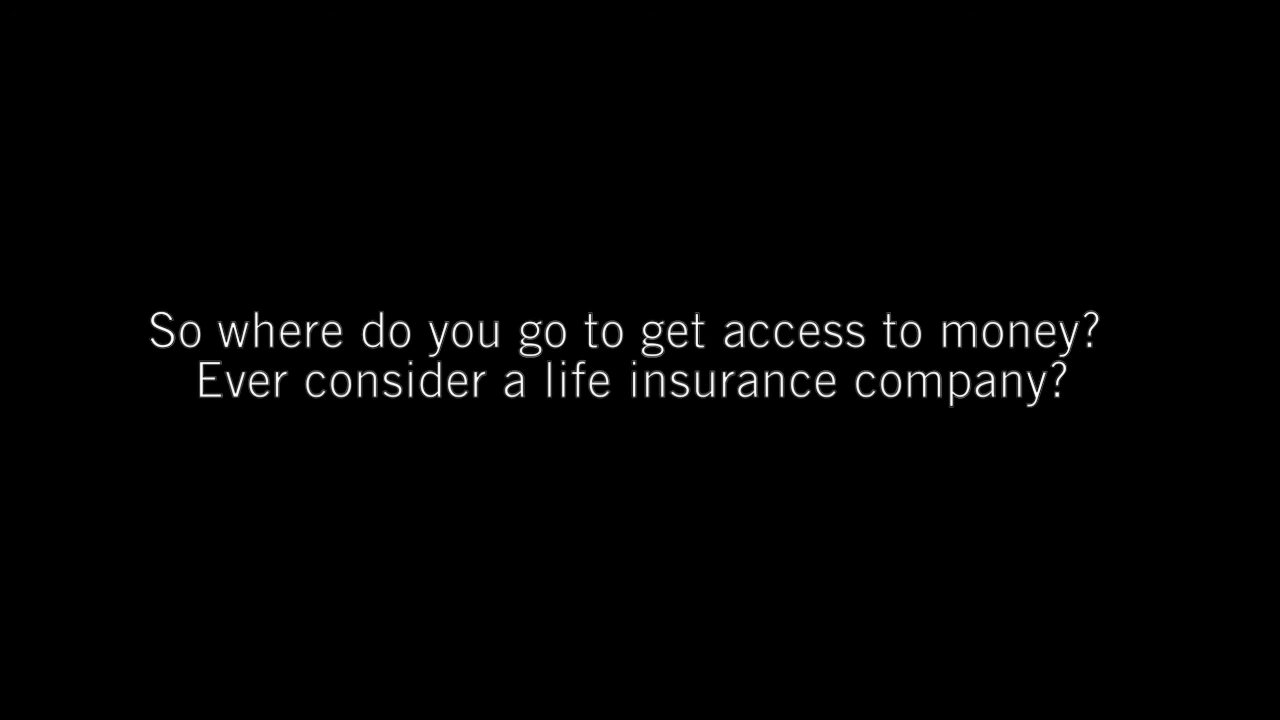 So where do you go to get access to money?
Ever consider a life insurance company?